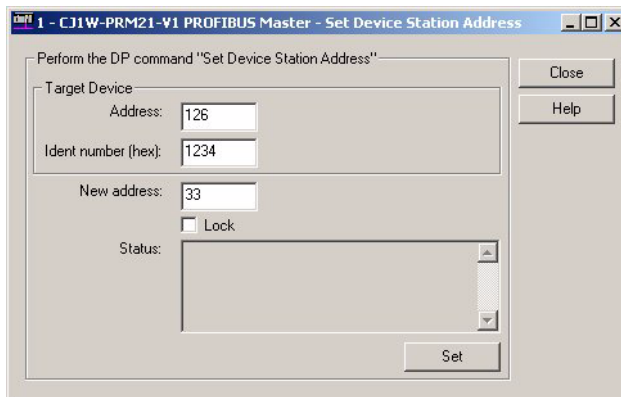 1 - CJ1W-PRM21-V1 PROFIBUS Master - Set Device Station Address
Perform the DP command "Set Device Station Address"
Close
Target Device
Address: 126
Help
Ident number (hex): 1234
New address: 33
Lock
Status:
Set